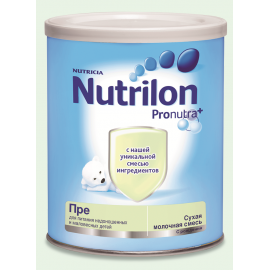 NUTRICIA
Nutrilon
Pronutra+
с нашей
уникальной
смесью
ингредиентов
Пре
для питания недоношенных и
маловесных детей
Сухая
молочная смесь